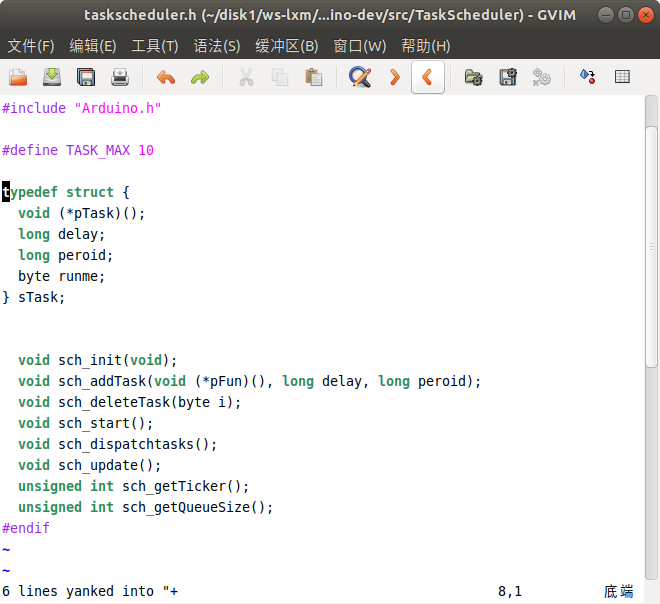 taskscheduler.h (~/disk1/ws-lxm/...ino-dev/src/TaskScheduler) - GVIM
文件(F) 编辑(E) 工具(T) 语法(S) 缓冲区(B) 窗口(W) 帮助(H)
#include "Arduino.h"
#define TASK_MAX 10
typedef struct {
void (*pTask)();
long delay;
long peroid;
byte runme;
} sTask;
void sch_init(void);
void sch_addTask(void (*pFun)(), long delay, long peroid);
void sch_deleteTask(byte i);
void sch_start();
void sch_dispatchtasks();
void sch_update();
unsigned int sch_getTicker();
unsigned int sch_getQueueSize();
#endif
~
~
6 lines yanked into "+ 8,1 底端